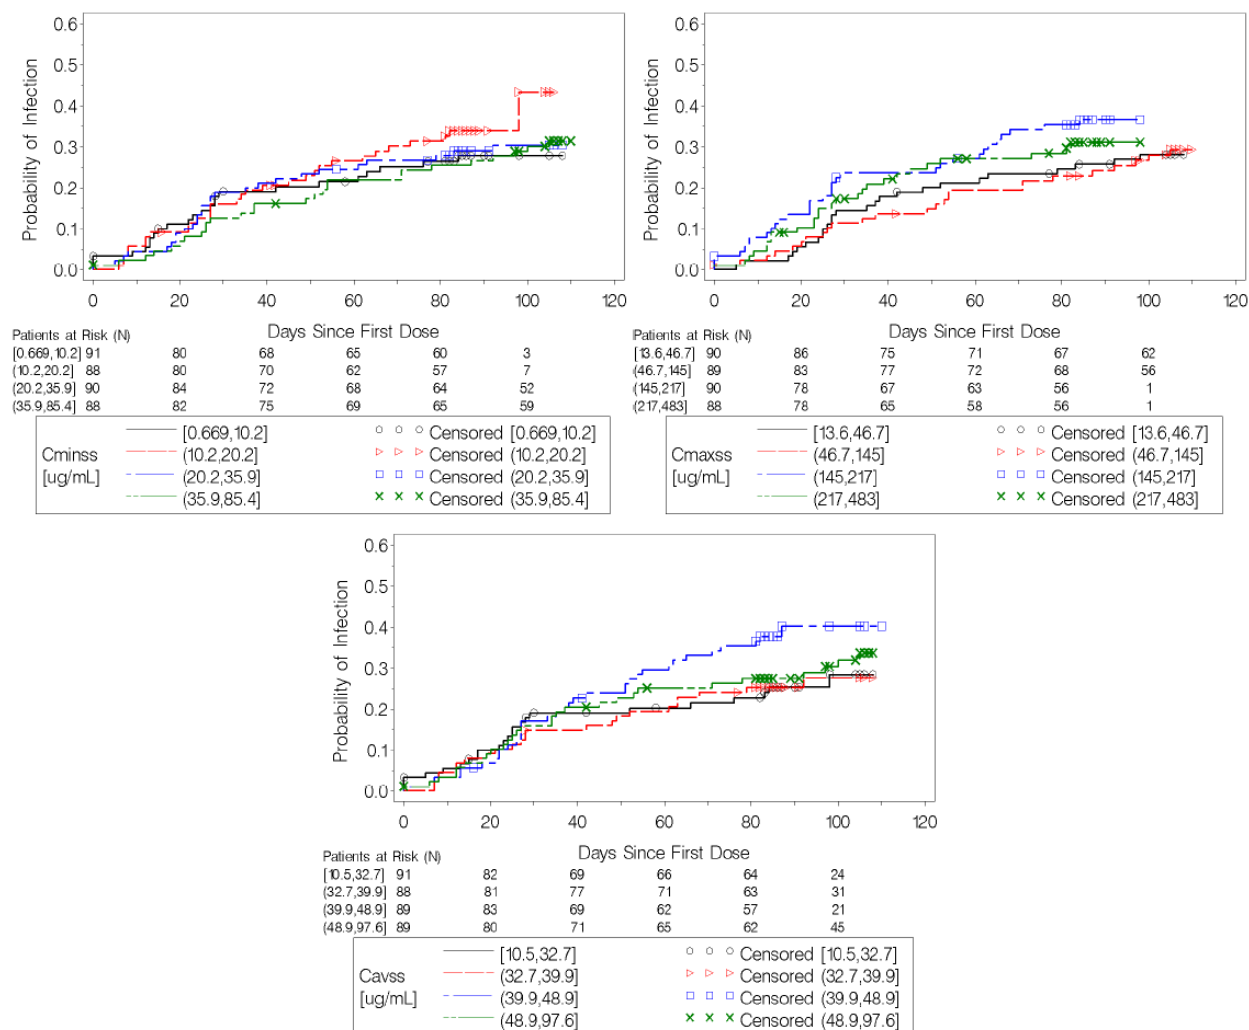 0.6
0.5
0.4
0.3
0.2
0.1
0.0
Probability of Infection
0 20 40 60 80 100 120
Days Since First Dose
Patients at Risk (N)
[0.669,10.2] 91 80 68 65 60 3
(10.2,20.2] 88 80 70 62 57 7
(20.2,35.9] 90 84 72 68 64 52
(35.9,85.4] 88 82 75 69 65 59
Cminss
[ug/mL]
[0.669,10.2] Censored [0.669,10.2]
(10.2,20.2] Censored (10.2,20.2]
(20.2,35.9] Censored (20.2,35.9]
(35.9,85.4] Censored (35.9,85.4]
0.6
0.5
0.4
0.3
0.2
0.1
0.0
Probability of Infection
0 20 40 60 80 100 120
Days Since First Dose
Patients at Risk (N)
[13.6,46.7] 90 86 75 71 67 62
(46.7,145] 89 83 77 72 68 56
(145,217] 90 78 67 63 56 1
(217,483] 88 78 65 58 56 1
Cmaxss
[ug/mL]
[13.6,46.7] Censored [13.6,46.7]
(46.7,145] Censored (46.7,145]
(145,217] Censored (145,217]
(217,483] Censored (217,483]
0.6
0.5
0.4
0.3
0.2
0.1
0.0
Probability of Infection
0 20 40 60 80 100 120
Days Since First Dose
Patients at Risk (N)
[10.5,32.7] 91 82 69 66 64 24
(32.7,39.9] 88 81 77 71 63 31
(39.9,48.9] 89 83 69 62 57 21
(48.9,97.6] 89 80 71 65 62 45
Cavss
[ug/mL]
[10.5,32.7] Censored [10.5,32.7]
(32.7,39.9] Censored (32.7,39.9]
(39.9,48.9] Censored (39.9,48.9]
(48.9,97.6] Censored (48.9,97.6]